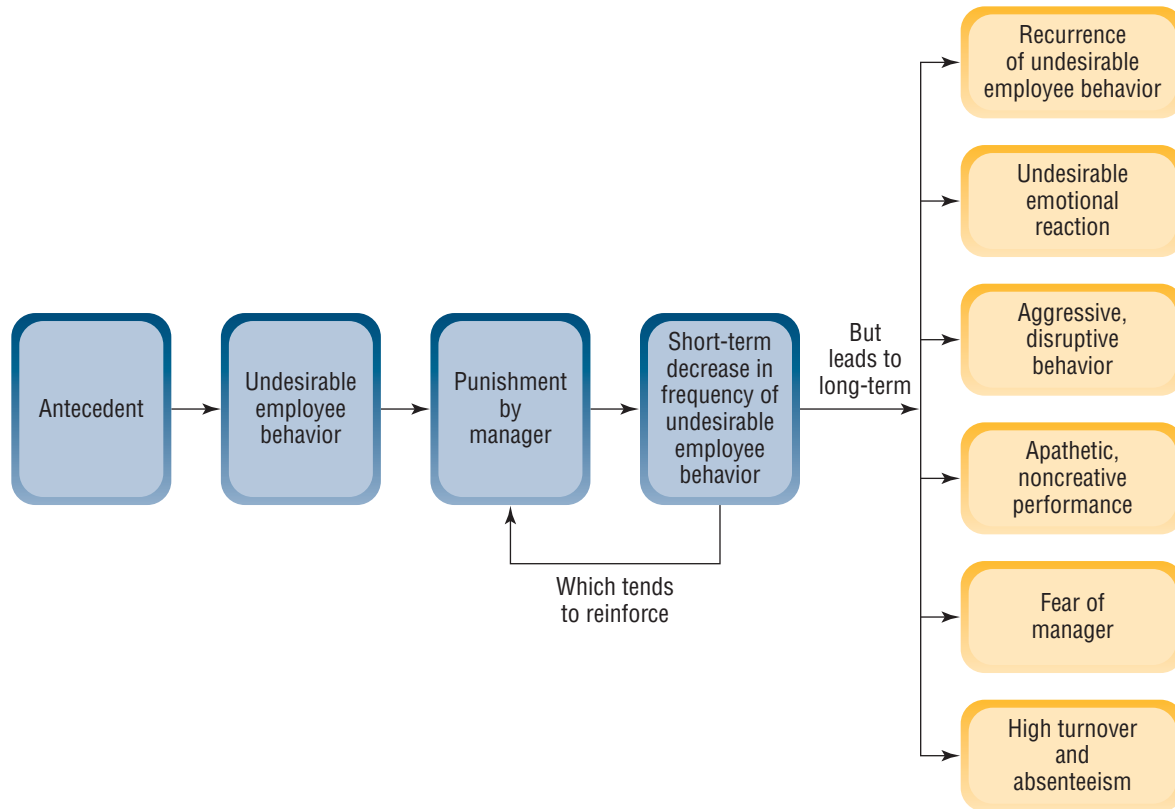 Antecedent
Undesirable
employee
behavior
Punishment
by
manager
Short-term
decrease in
frequency of
undesirable
employee
behavior
Which tends
to reinforce
But
leads to
long-term
Recurrence
of undesirable
employee behavior
Undesirable
emotional
reaction
Aggressive,
disruptive
behavior
Apathetic,
noncreative
performance
Fear of
manager
High turnover
and
absenteeism